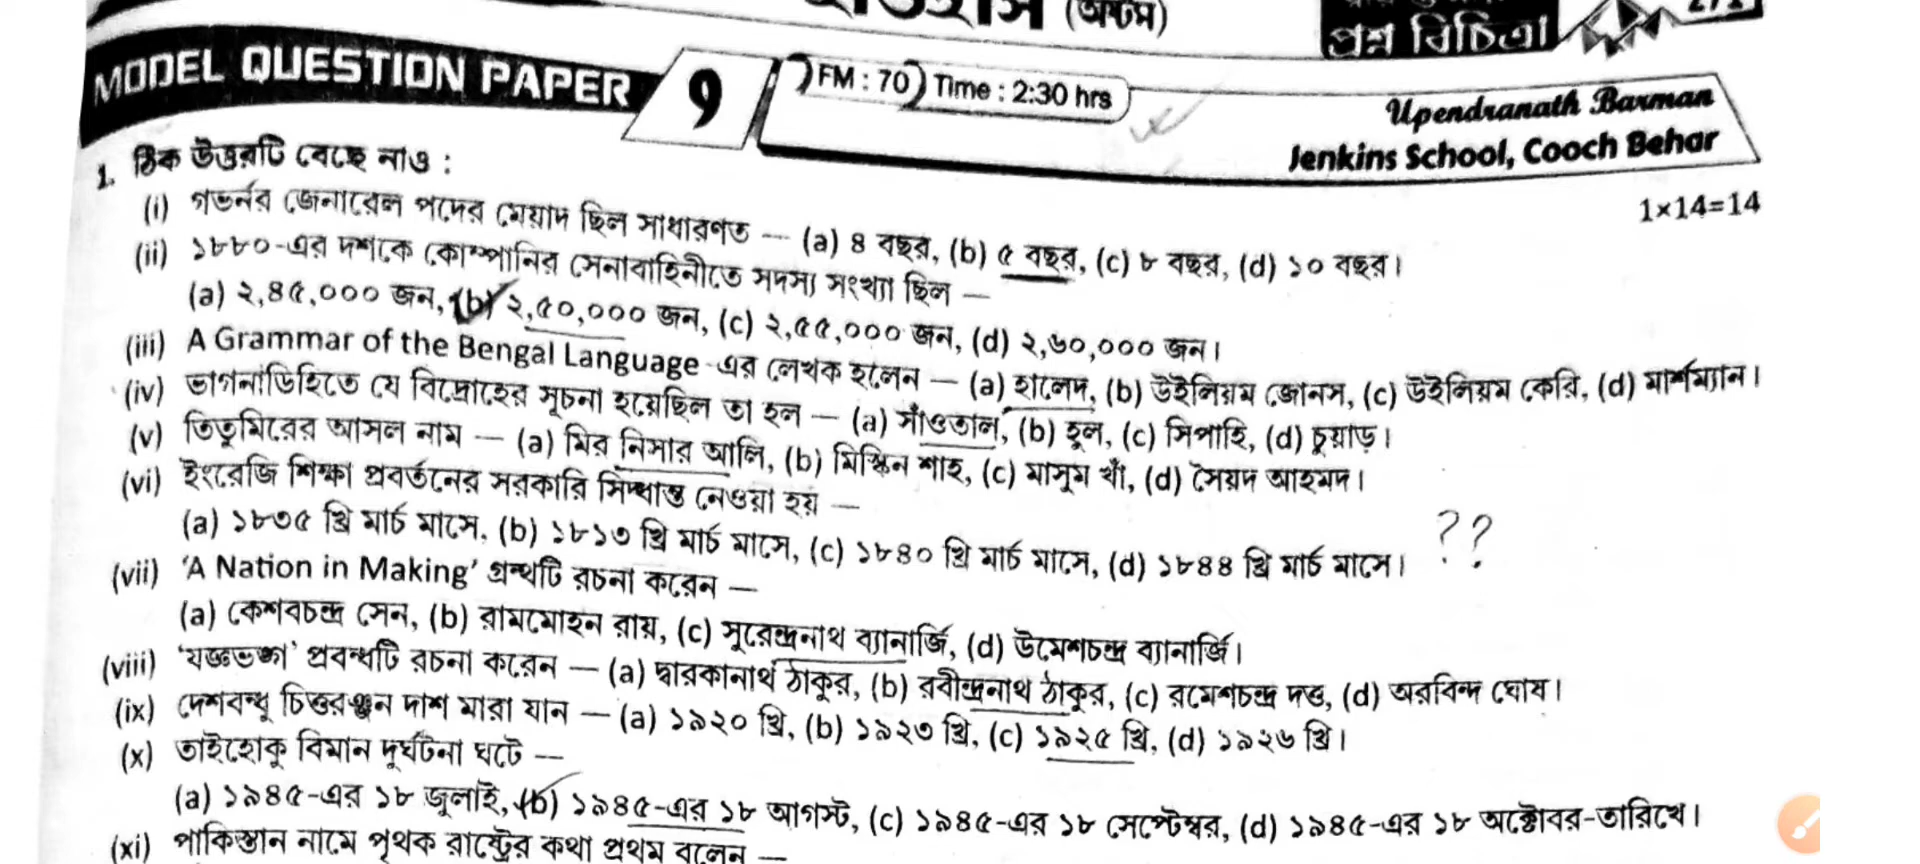 (অষ্টম)
প্রশ্ন বিচিত্রা
MODEL QUESTION PAPER 9 FM : 70 Time : 2:30 hrs
Upendranath Barman
Jenkins School, Cooch Behar
1. ঠিক উত্তরটি বেছে নাও :
1×14=14
(i) গভর্নর জেনারেল পদের মেয়াদ ছিল সাধারণত — (a) ৪ বছর, (b) ৫ বছর, (c) ৮ বছর, (d) ১০ বছর।
(ii) ১৮৮০-এর দশকে কোম্পানির সেনাবাহিনীতে সদস্য সংখ্যা ছিল —
(a) ২,৪৫,০০০ জন, (b) ২,৫০,০০০ জন, (c) ২,৫৫,০০০ জন, (d) ২,৬০,০০০ জন।
(iii) A Grammar of the Bengal Language-এর লেখক হলেন — (a) হালেদ, (b) উইলিয়ম জোনস, (c) উইলিয়ম কেরি, (d) মার্শম্যান।
(iv) ভাগনাডিহিতে যে বিদ্রোহের সূচনা হয়েছিল তা হল — (a) সাঁওতাল, (b) হুল, (c) সিপাহি, (d) চুয়াড়।
(v) তিতুমিরের আসল নাম — (a) মির নিসার আলি, (b) মিস্কিন শাহ, (c) মাসুম খাঁ, (d) সৈয়দ আহমদ।
(vi) ইংরেজি শিক্ষা প্রবর্তনের সরকারি সিদ্ধান্ত নেওয়া হয় —
(a) ১৮৩৫ খ্রি মার্চ মাসে, (b) ১৮১৩ খ্রি মার্চ মাসে, (c) ১৮৪০ খ্রি মার্চ মাসে, (d) ১৮৪৪ খ্রি মার্চ মাসে। ??
(vii) 'A Nation in Making' গ্রন্থটি রচনা করেন —
(a) কেশবচন্দ্র সেন, (b) রামমোহন রায়, (c) সুরেন্দ্রনাথ ব্যানার্জি, (d) উমেশচন্দ্র ব্যানার্জি।
(viii) 'যজ্ঞভঙ্গ' প্রবন্ধটি রচনা করেন — (a) দ্বারকানাথ ঠাকুর, (b) রবীন্দ্রনাথ ঠাকুর, (c) রমেশচন্দ্র দত্ত, (d) অরবিন্দ ঘোষ।
(ix) দেশবন্ধু চিত্তরঞ্জন দাশ মারা যান — (a) ১৯২০ খ্রি, (b) ১৯২৩ খ্রি, (c) ১৯২৫ খ্রি, (d) ১৯২৬ খ্রি।
(x) তাইহোকু বিমান দুর্ঘটনা ঘটে —
(a) ১৯৪৫-এর ১৮ জুলাই, (b) ১৯৪৫-এর ১৮ আগস্ট, (c) ১৯৪৫-এর ১৮ সেপ্টেম্বর, (d) ১৯৪৫-এর ১৮ অক্টোবর-তারিখে।
(xi) পাকিস্তান নামে পৃথক রাষ্ট্রের কথা প্রথম বলেন —